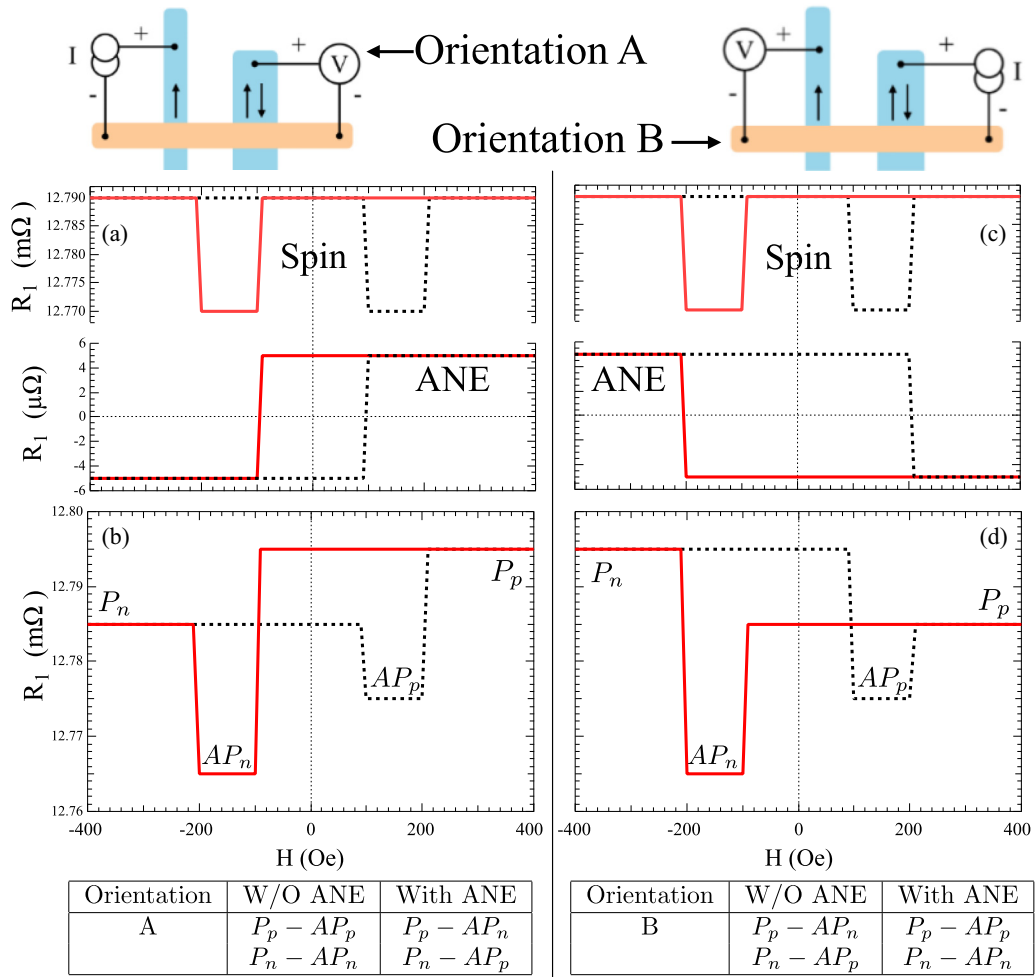 I + - + V - Orientation A
V + - + I -
Orientation B
(a) Spin
R₁ (mΩ)
12.790
12.785
12.780
12.775
12.770
ANE
R₁ (μΩ)
6
4
2
0
-2
-4
-6
(c) Spin
ANE
(b)
R₁ (mΩ)
12.80
12.79
12.78
12.77
12.76
Pₙ
Pₚ
APₚ
APₙ
-400 -200 0 200 400
H (Oe)
(d)
Pₙ
Pₚ
APₚ
APₙ
-400 -200 0 200 400
H (Oe)
Orientation W/O ANE With ANE
A Pₚ − APₚ Pₚ − APₙ
Pₙ − APₙ Pₙ − APₚ
Orientation W/O ANE With ANE
B Pₚ − APₙ Pₚ − APₚ
Pₙ − APₚ Pₙ − APₙ